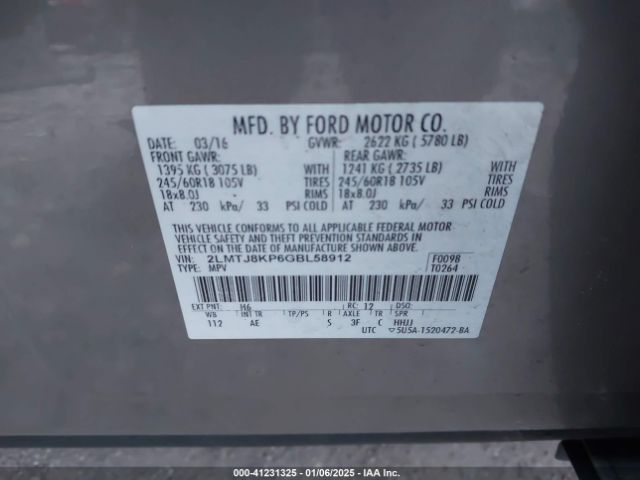 MFD. BY FORD MOTOR CO.
DATE: 03/16 GVWR: 2622 KG ( 5780 LB)
FRONT GAWR: REAR GAWR:
1395 KG ( 3075 LB) WITH 1241 KG ( 2735 LB) WITH
245/60R18 105V TIRES 245/60R18 105V TIRES
18x8.0J RIMS 18x8.0J RIMS
AT 230 kPa/ 33 PSI COLD AT 230 kPa/ 33 PSI COLD
THIS VEHICLE CONFORMS TO ALL APPLICABLE FEDERAL MOTOR
VEHICLE SAFETY AND THEFT PREVENTION STANDARDS IN EFFECT
ON THE DATE OF MANUFACTURE SHOWN ABOVE.
VIN: 2LMTJ8KP6GBL58912 F0098
TYPE: MPV T0264
EXT PNT: H6 RC: 12 DSO:
WB INT TR TP/PS R AXLE TR SPR
112 AE S 3F C HHJJ
UTC 5U5A-1520472-BA
000-41231325 | 01/06/2025 | IAA Inc.